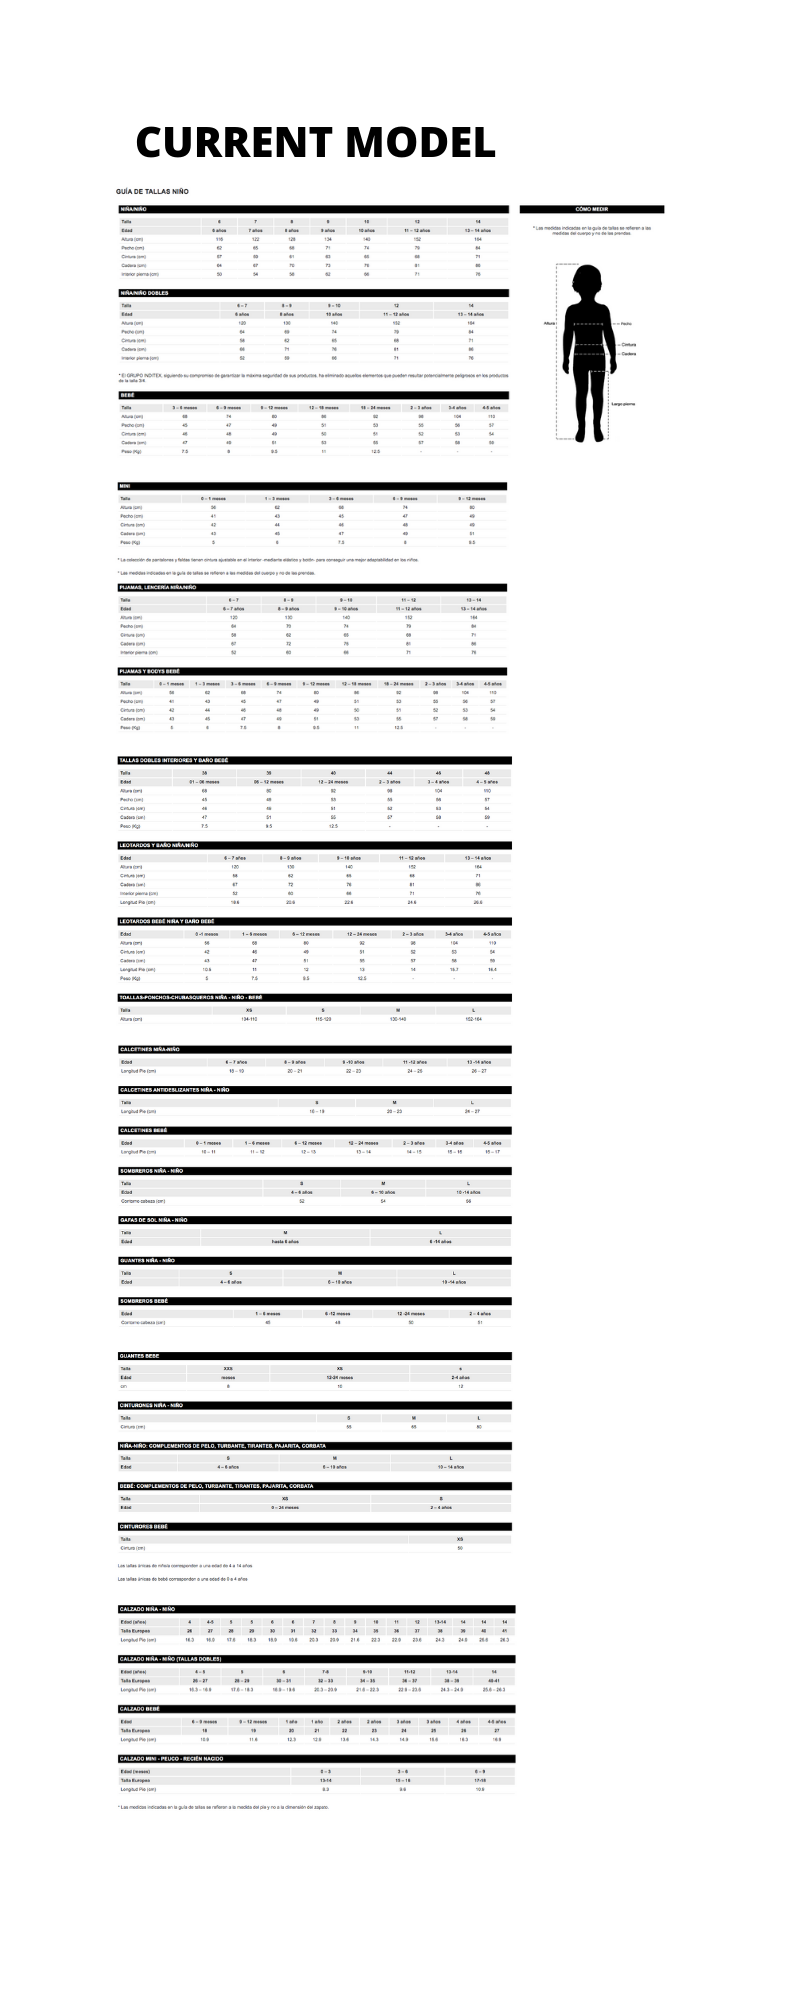 CURRENT MODEL
GUÍA DE TALLAS NIÑO
NIÑA/NIÑO
Talla 6 7 8 9 10 12 14
Edad 6 años 7 años 8 años 9 años 10 años 11 – 12 años 13 – 14 años
Altura (cm) 116 122 128 134 140 152 164
Pecho (cm) 62 65 68 71 74 79 84
Cintura (cm) 57 59 61 63 65 68 71
Cadera (cm) 64 67 70 73 76 81 86
Interior pierna (cm) 50 54 58 62 66 71 76
CÓMO MEDIR
* Las medidas indicadas en la guía de tallas se refieren a las
medidas del cuerpo y no de las prendas.
Altura
Pecho
Cintura
Cadera
Largo pierna
NIÑA/NIÑO DOBLES
Talla 6 – 7 8 – 9 9 – 10 12 14
Edad 6 años 8 años 10 años 11 – 12 años 13 – 14 años
Altura (cm) 120 130 140 152 164
Pecho (cm) 64 69 74 79 84
Cintura (cm) 58 62 65 68 71
Cadera (cm) 66 71 76 81 86
Interior pierna (cm) 52 59 66 71 76
* El GRUPO INDITEX, siguiendo su compromiso de garantizar la máxima seguridad de sus productos, ha eliminado aquellos elementos que pueden resultar potencialmente peligrosos en los productos
de la talla 3/4
BEBÉ
Talla 3 – 6 meses 6 – 9 meses 9 – 12 meses 12 – 18 meses 18 – 24 meses 2 – 3 años 3-4 años 4-5 años
Altura (cm) 68 74 80 86 92 98 104 110
Pecho (cm) 45 47 49 51 53 55 56 57
Cintura (cm) 46 48 49 50 51 52 53 54
Cadera (cm) 47 49 51 53 55 57 58 59
Peso (Kg) 7.5 9 9.5 11 12.5 - - -
MINI
Talla 0 – 1 meses 1 – 3 meses 3 – 6 meses 6 – 9 meses 9 – 12 meses
Altura (cm) 56 62 68 74 80
Pecho (cm) 41 43 45 47 49
Cintura (cm) 42 44 46 48 49
Cadera (cm) 43 45 47 49 51
Peso (Kg) 5 6 7.5 9 9.5
* La colección de pantalones y faldas tienen cintura ajustable en el interior -mediante elástico y botón- para conseguir una mejor adaptabilidad en los niños.
* Las medidas indicadas en la guía de tallas se refieren a las medidas del cuerpo y no de las prendas.
PIJAMAS, LENCERÍA NIÑA/NIÑO
Talla 6 – 7 8 – 9 9 – 10 11 – 12 13 – 14
Edad 6 – 7 años 8 – 9 años 9 – 10 años 11 – 12 años 13 – 14 años
Altura (cm) 120 130 140 152 164
Pecho (cm) 64 70 74 79 84
Cintura (cm) 58 62 65 68 71
Cadera (cm) 67 72 76 81 86
Interior pierna (cm) 52 60 66 71 76
PIJAMAS Y BODYS BEBÉ
Talla 0 – 1 meses 1 – 3 meses 3 – 6 meses 6 – 9 meses 9 – 12 meses 12 – 18 meses 18 – 24 meses 2 – 3 años 3-4 años 4-5 años
Altura (cm) 56 62 68 74 80 86 92 98 104 110
Pecho (cm) 41 43 45 47 49 51 53 55 56 57
Cintura (cm) 42 44 46 48 49 50 51 52 53 54
Cadera (cm) 43 45 47 49 51 53 55 57 58 59
Peso (Kg) 5 6 7.5 9 9.5 11 12.5 - - -
TALLAS DOBLES INTERIORES Y BAÑO BEBÉ
Talla 38 39 40 44 46 48
Edad 01 – 06 meses 06 – 12 meses 12 – 24 meses 2 – 3 años 3 – 4 años 4 – 5 años
Altura (cm) 68 80 92 98 104 110
Pecho (cm) 45 49 53 55 56 57
Cintura (cm) 46 49 51 52 53 54
Cadera (cm) 47 51 55 57 58 59
Peso (Kg) 7.5 9.5 12.5 - - -
LEOTARDOS Y BAÑO NIÑA/NIÑO
Edad 6 – 7 años 8 – 9 años 9 – 10 años 11 – 12 años 13 – 14 años
Altura (cm) 120 130 140 152 164
Cintura (cm) 58 62 65 68 71
Cadera (cm) 67 72 76 81 86
Interior pierna (cm) 52 60 66 71 76
Longitud Pie (cm) 18.6 20.6 22.6 24.6 26.6
LEOTARDOS BEBÉ NIÑA Y BAÑO BEBÉ
Edad 0 -1 meses 1 – 6 meses 6 – 12 meses 12 – 24 meses 2 – 3 años 3-4 años 4-5 años
Altura (cm) 56 68 80 92 98 104 110
Cintura (cm) 42 46 49 51 52 53 54
Cadera (cm) 43 47 51 55 57 58 59
Longitud Pie (cm) 10.6 11 12 13 14 15.7 16.4
Peso (Kg) 5 7.5 9.5 12.5 - - -
TOALLAS-PONCHOS-CHUBASQUEROS NIÑA - NIÑO - BEBÉ
Talla XS S M L
Altura (cm) 104-110 116-128 130-140 152-164
CALCETINES NIÑA-NIÑO
Edad 6 – 7 años 8 – 9 años 9 -10 años 11 -12 años 13 -14 años
Longitud Pie (cm) 18 – 19 20 – 21 22 – 23 24 – 25 26 – 27
CALCETINES ANTIDESLIZANTES NIÑA - NIÑO
Talla S M L
Longitud Pie (cm) 18 – 19 20 – 23 24 – 27
CALCETINES BEBÉ
Edad 0 – 1 meses 1 – 6 meses 6 – 12 meses 12 – 24 meses 2 – 3 años 3-4 años 4-5 años
Longitud Pie (cm) 10 – 11 11 – 12 12 – 13 13 – 14 14 – 15 15 – 16 16 – 17
SOMBREROS NIÑA - NIÑO
Talla S M L
Edad 4 – 6 años 6 – 10 años 10 -14 años
Contorno cabeza (cm) 52 54 56
GAFAS DE SOL NIÑA - NIÑO
Talla M L
Edad hasta 6 años 6 -14 años
GUANTES NIÑA - NIÑO
Talla S M L
Edad 4 – 6 años 6 – 10 años 10 -14 años
SOMBREROS BEBÉ
Edad 1 – 6 meses 6 -12 meses 12 -24 meses 2 – 4 años
Contorno cabeza (cm) 46 48 50 51
GUANTES BEBE
Talla XXS XS s
Edad meses 12-24 meses 2-4 años
cm 8 10 12
CINTURONES NIÑA - NIÑO
Talla S M L
Cintura (cm) 55 65 80
NIÑA-NIÑO: COMPLEMENTOS DE PELO, TURBANTE, TIRANTES, PAJARITA, CORBATA
Talla S M L
Edad 4 – 6 años 6 – 10 años 10 – 14 años
BEBÉ: COMPLEMENTOS DE PELO, TURBANTE, TIRANTES, PAJARITA, CORBATA
Talla XS S
Edad 0 – 24 meses 2 – 4 años
CINTURORES BEBÉ
Talla XS
Cintura (cm) 50
Las tallas únicas de niño/a corresponden a una edad de 4 a 14 años
Las tallas únicas de bebé corresponden a una edad de 0 a 4 años
CALZADO NIÑA - NIÑO
Edad (años) 4 4-5 5 5 6 6 7 8 9 10 11 12 13-14 14 14 14
Talla Europeo 26 27 28 29 30 31 32 33 34 35 36 37 38 39 40 41
Longitud Pie (cm) 16.3 16.9 17.6 18.3 18.9 19.6 20.3 20.9 21.6 22.3 22.9 23.6 24.3 24.9 25.6 26.3
CALZADO NIÑA - NIÑO (TALLAS DOBLES)
Edad (años) 4 – 5 5 6 7-8 9-10 11-12 13-14 14
Talla Europeo 26 – 27 28 – 29 30 – 31 32 – 33 34 – 35 36 – 37 38 – 39 40-41
Longitud Pie (cm) 16.3 – 16.9 17.6 – 18.3 18.9 – 19.6 20.3 – 20.9 21.6 – 22.3 22.9 – 23.6 24.3 – 24.9 25.6 – 26.3
CALZADO BEBÉ
Edad 6 – 9 meses 9 – 12 meses 1 año 1 año 2 años 2 años 3 años 3 años 4 años 4-5 años
Talla Europeo 18 19 20 21 22 23 24 25 26 27
Longitud Pie (cm) 10.9 11.6 12.3 12.9 13.6 14.3 14.9 15.6 16.3 16.9
CALZADO MINI - PEUCO - RECIÉN NACIDO
Edad (meses) 0 – 3 3 – 6 6 – 9
Talla Europeo 13-14 15 – 16 17-18
Longitud Pie (cm) 8.3 9.6 10.9
* Las medidas indicadas en la guía de tallas se refieren a la medida del pie y no a la dimensión del zapato.